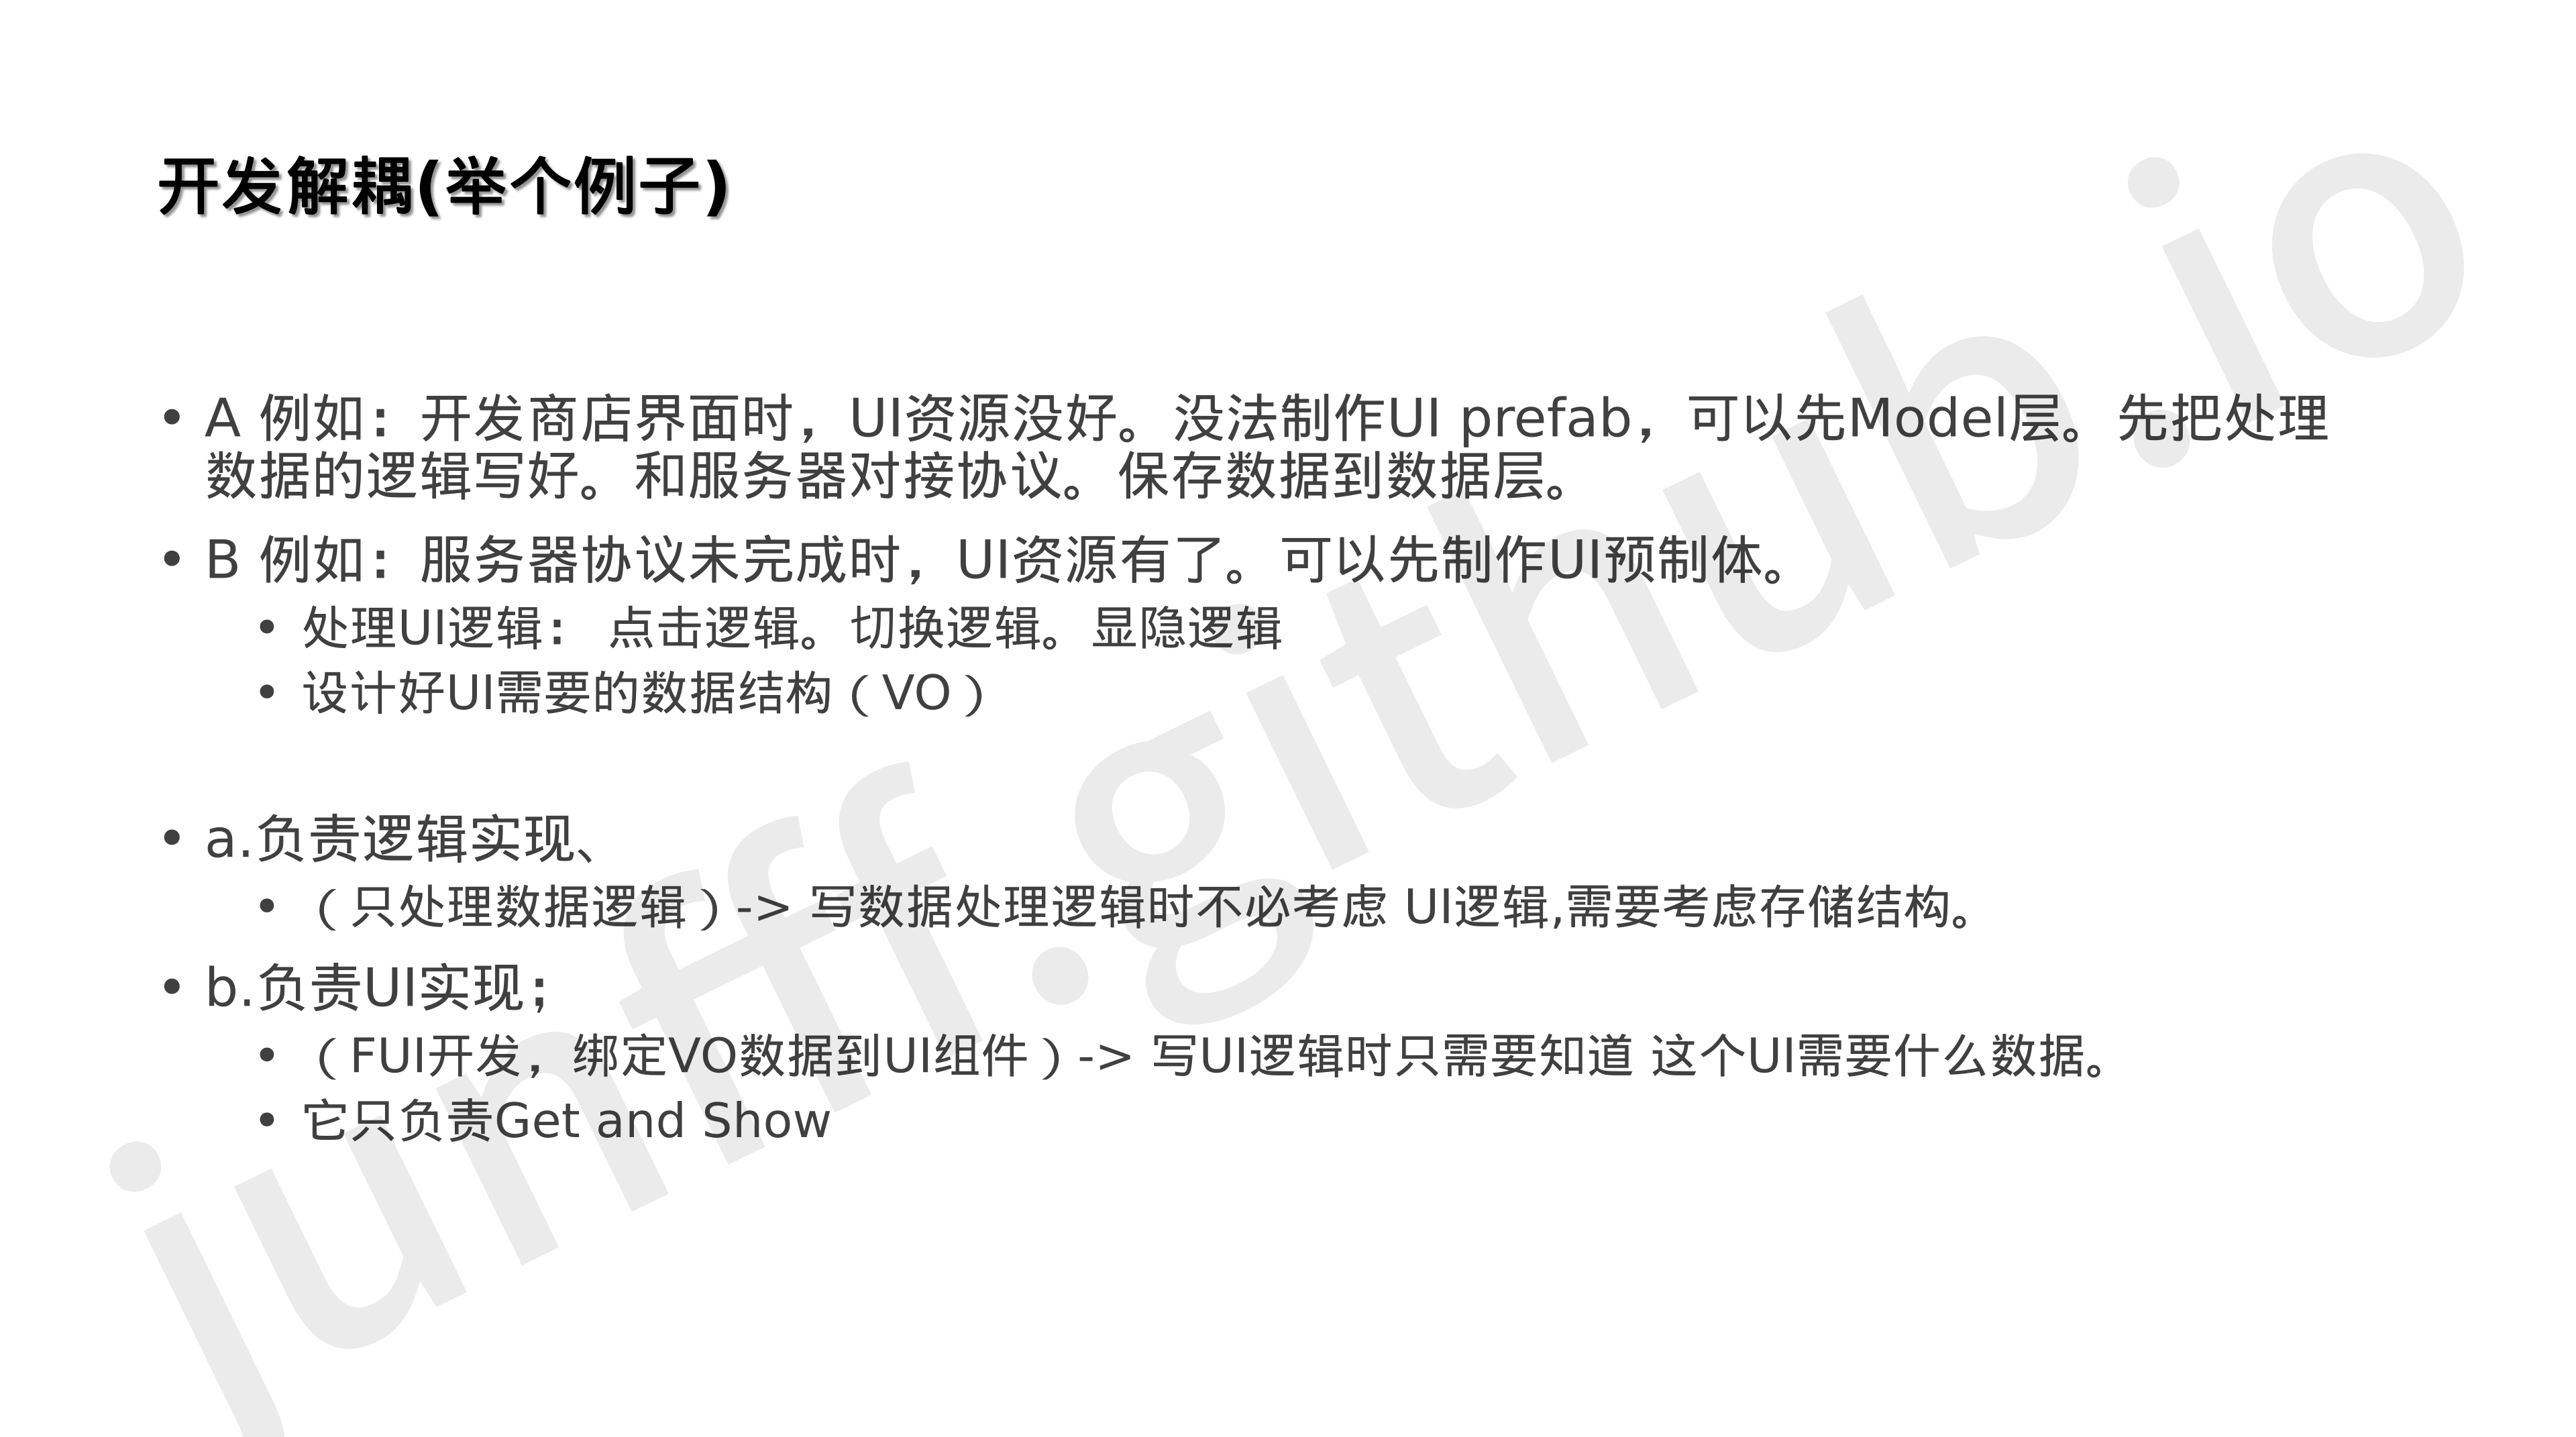 开发解耦(举个例子)
• A 例如：开发商店界面时，UI资源没好。没法制作UI prefab，可以先Model层。先把处理
数据的逻辑写好。和服务器对接协议。保存数据到数据层。
• B 例如：服务器协议未完成时，UI资源有了。可以先制作UI预制体。
• 处理UI逻辑： 点击逻辑。切换逻辑。显隐逻辑
• 设计好UI需要的数据结构（VO）
• a.负责逻辑实现、
• （只处理数据逻辑）-> 写数据处理逻辑时不必考虑 UI逻辑,需要考虑存储结构。
• b.负责UI实现；
• （FUI开发，绑定VO数据到UI组件）-> 写UI逻辑时只需要知道 这个UI需要什么数据。
• 它只负责Get and Show
junfff.github.io